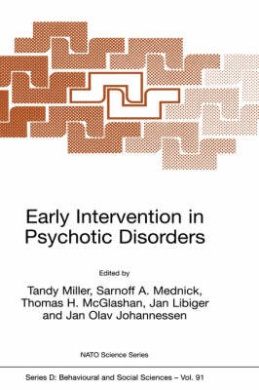 Early Intervention in
Psychotic Disorders
Edited by
Tandy Miller, Sarnoff A. Mednick,
Thomas H. McGlashan, Jan Libiger
and Jan Olav Johannessen
NATO Science Series
Series D: Behavioural and Social Sciences – Vol. 91